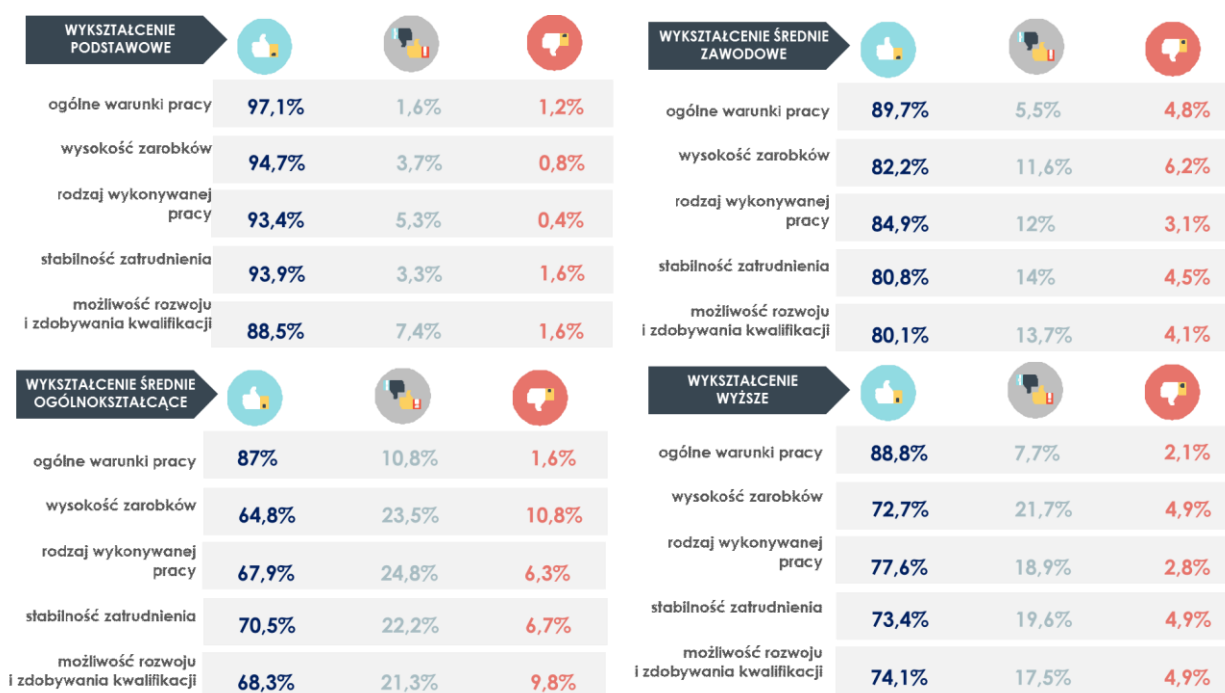 WYKSZTAŁCENIE
PODSTAWOWE
ogólne warunki pracy 97,1% 1,6% 1,2%
wysokość zarobków 94,7% 3,7% 0,8%
rodzaj wykonywanej
pracy 93,4% 5,3% 0,4%
stabilność zatrudnienia 93,9% 3,3% 1,6%
możliwość rozwoju
i zdobywania kwalifikacji 88,5% 7,4% 1,6%
WYKSZTAŁCENIE ŚREDNIE
ZAWODOWE
ogólne warunki pracy 89,7% 5,5% 4,8%
wysokość zarobków 82,2% 11,6% 6,2%
rodzaj wykonywanej
pracy 84,9% 12% 3,1%
stabilność zatrudnienia 80,8% 14% 4,5%
możliwość rozwoju
i zdobywania kwalifikacji 80,1% 13,7% 4,1%
WYKSZTAŁCENIE ŚREDNIE
OGÓLNOKSZTAŁCĄCE
ogólne warunki pracy 87% 10,8% 1,6%
wysokość zarobków 64,8% 23,5% 10,8%
rodzaj wykonywanej
pracy 67,9% 24,8% 6,3%
stabilność zatrudnienia 70,5% 22,2% 6,7%
możliwość rozwoju
i zdobywania kwalifikacji 68,3% 21,3% 9,8%
WYKSZTAŁCENIE
WYŻSZE
ogólne warunki pracy 88,8% 7,7% 2,1%
wysokość zarobków 72,7% 21,7% 4,9%
rodzaj wykonywanej
pracy 77,6% 18,9% 2,8%
stabilność zatrudnienia 73,4% 19,6% 4,9%
możliwość rozwoju
i zdobywania kwalifikacji 74,1% 17,5% 4,9%